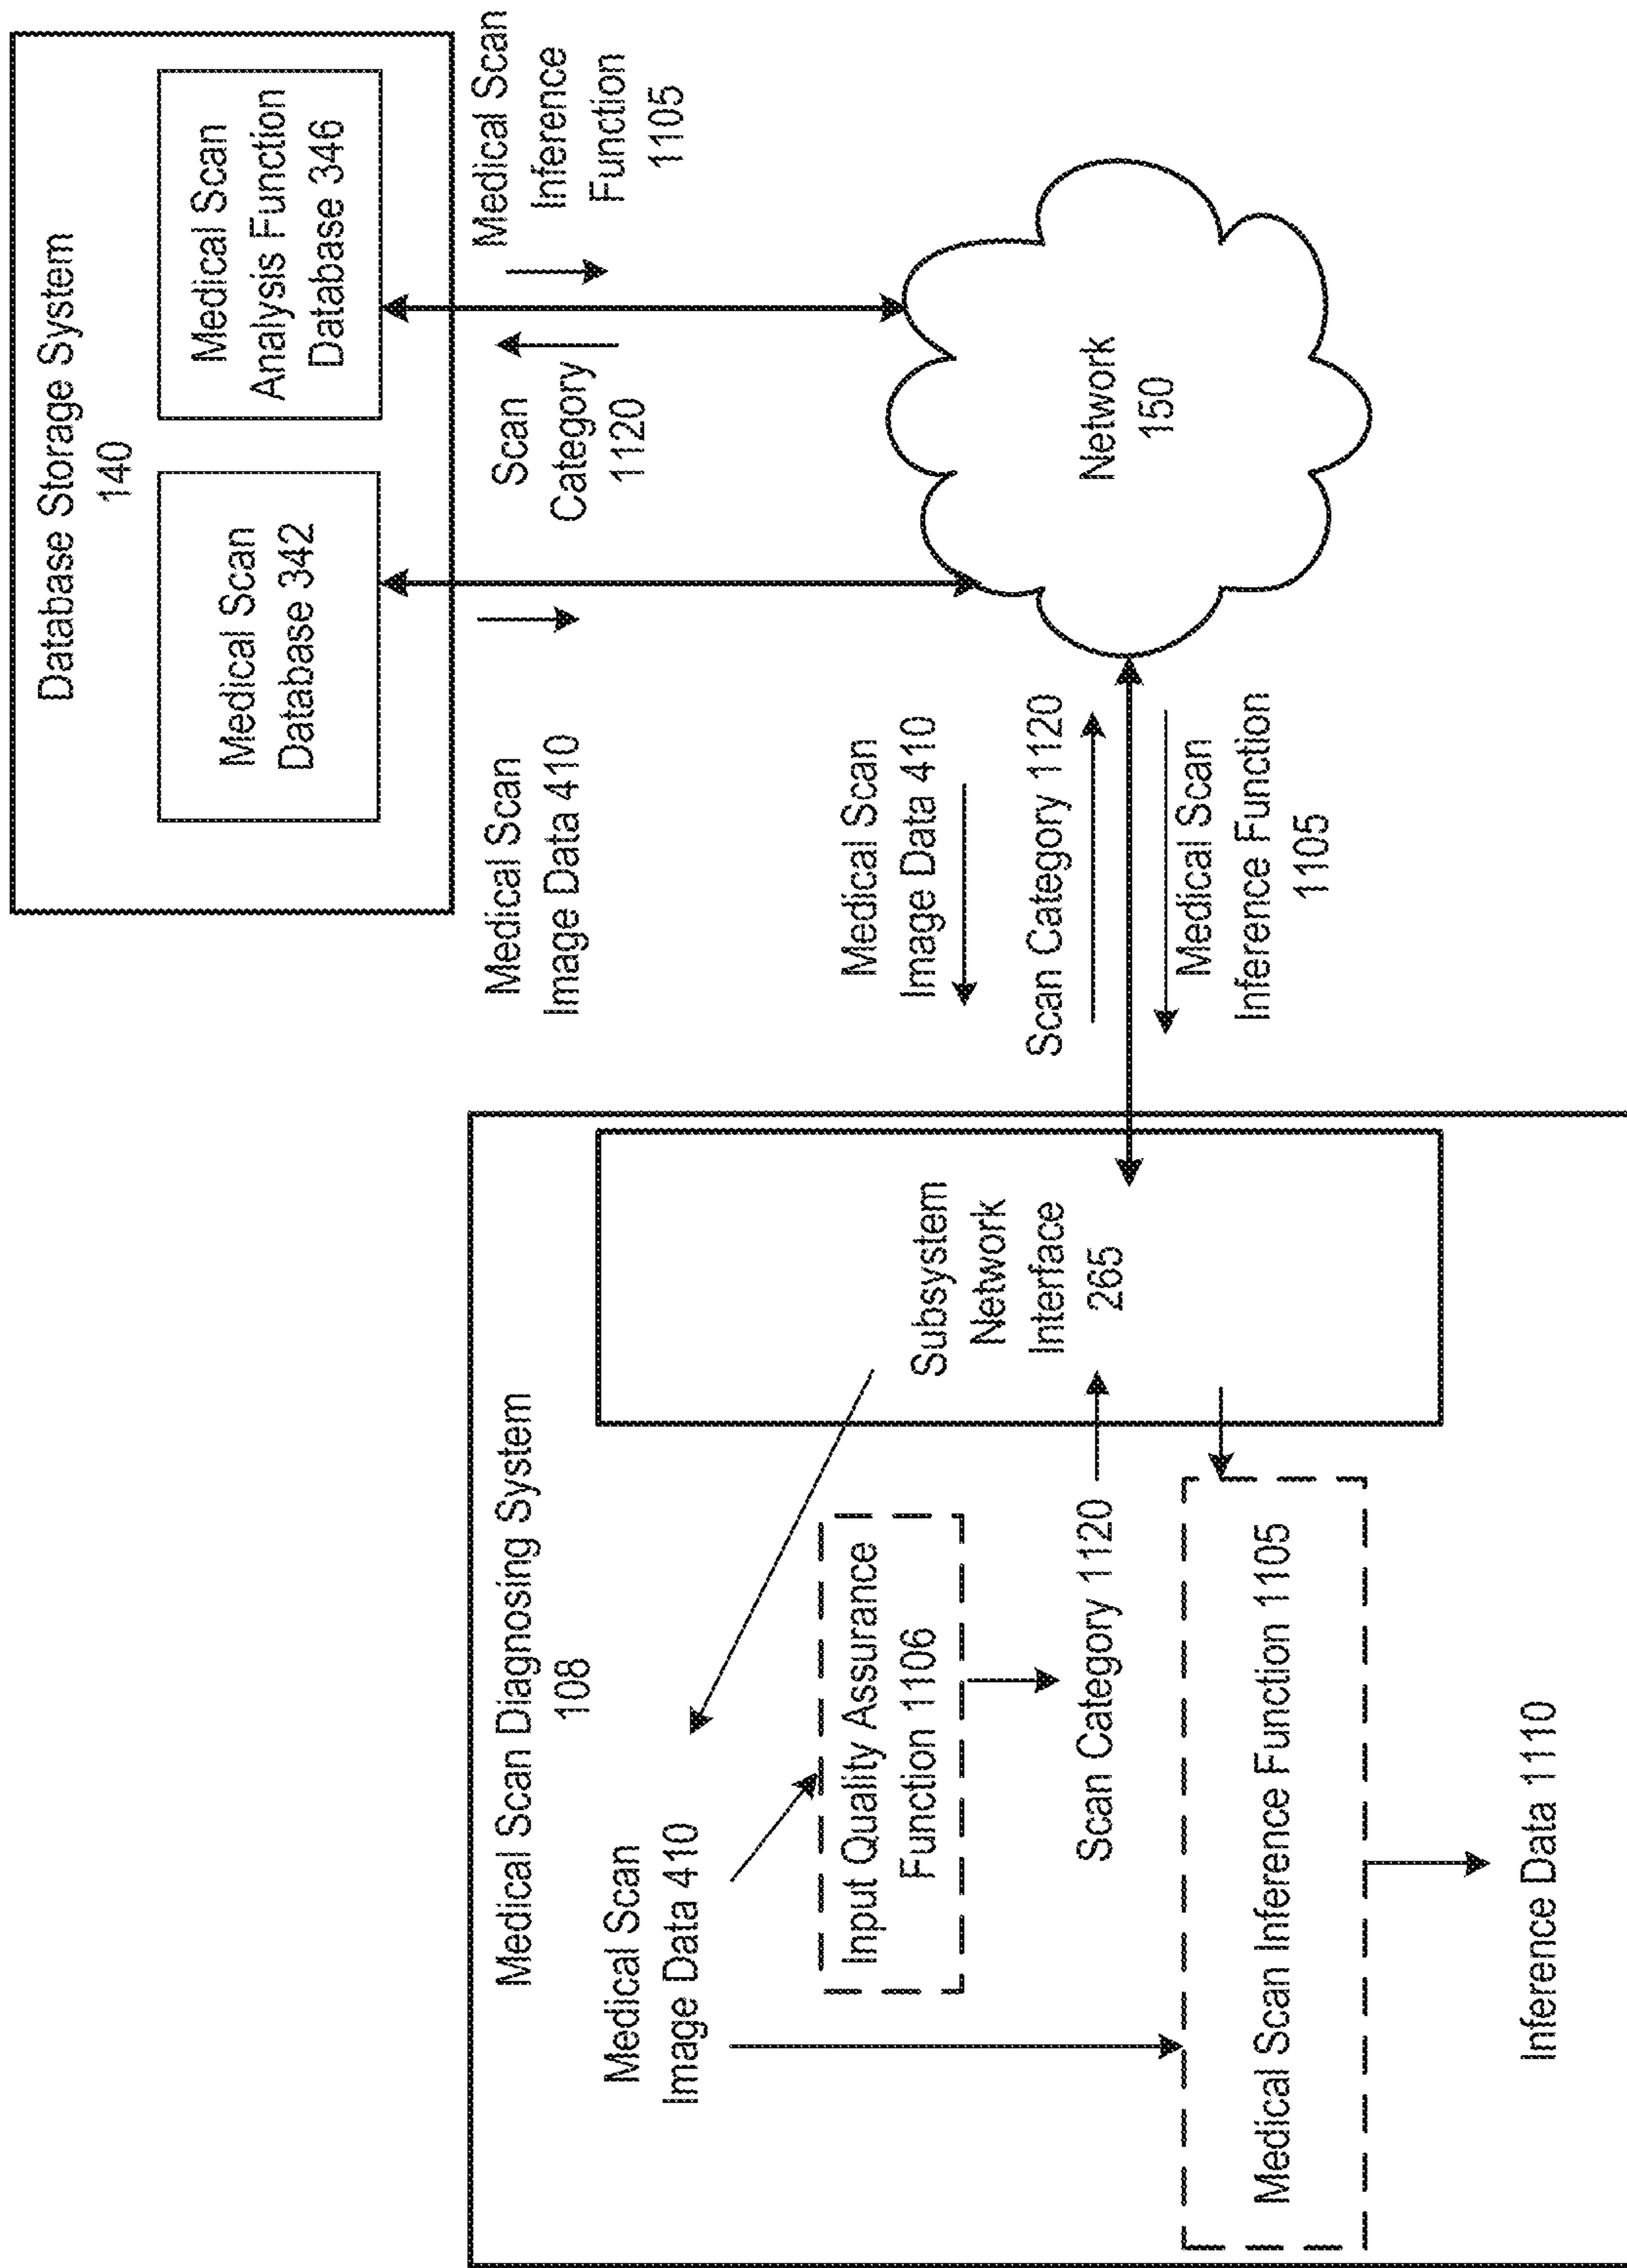 Medical Scan Diagnosing System
108
Medical Scan
Image Data 410
Input Quality Assurance
Function 1106
Scan Category 1120
Medical Scan Inference Function 1105
Inference Data 1110
Subsystem
Network
Interface
265
Database Storage System
140
Medical Scan
Database 342
Medical Scan
Analysis Function
Database 346
Medical Scan
Image Data 410
Scan
Category
1120
Medical Scan
Inference
Function
1105
Medical Scan
Image Data 410
Scan Category 1120
Medical Scan
Inference Function
1105
Network
150